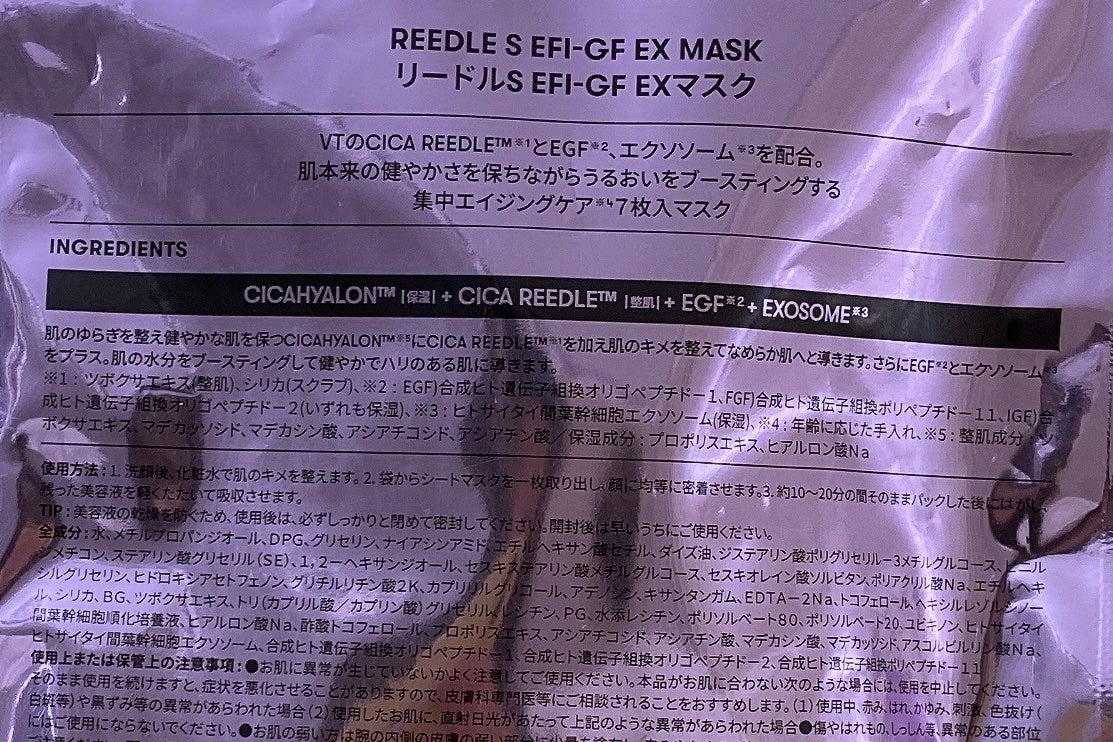 REEDLE S EFI-GF EX MASK
リードルS EFI-GF EXマスク
VTのCICA REEDLE™※1とEGF※2、エクソソーム※3を配合。
肌本来の健やかさを保ちながらうるおいをブースティングする
集中エイジングケア※4 7枚入マスク
INGREDIENTS
CICAHYALON™ |保湿| + CICA REEDLE™ |整肌| + EGF※2 + EXOSOME※3
肌のゆらぎを整え健やかな肌を保つCICAHYALON™※5にCICA REEDLE™※1を加え肌のキメを整えてなめらか肌へと導きます。さらにEGF※2とエクソソーム※3
をプラス。肌の水分をブースティングして健やかでハリのある肌に導きます。
※1：ツボクサエキス(整肌)、シリカ(スクラブ)、※2：EGF)合成ヒト遺伝子組換オリゴペプチドー1、FGF)合成ヒト遺伝子組換ポリペプチドー11、IGF)合
成ヒト遺伝子組換オリゴペプチドー2(いずれも保湿)、※3：ヒトサイタイ間葉幹細胞エクソソーム(保湿)、※4：年齢に応じた手入れ、※5：整肌成分：ツ
ボクサエキス、マデカッソシド、マデカシン酸、アシアチコシド、アシアチン酸／保湿成分：プロポリスエキス、ヒアルロン酸Na
使用方法：1. 洗顔後、化粧水で肌のキメを整えます。2. 袋からシートマスクを一枚取り出し、顔に均等に密着させます。3. 約10～20分の間そのままパックした後にはがし、
残った美容液を軽くたたいて吸収させます。
TIP：美容液の乾燥を防ぐため、使用後は、必ずしっかりと閉めて密封してください。開封後は早いうちにご使用ください。
全成分：水、メチルプロパンジオール、DPG、グリセリン、ナイアシンアミド、エチルヘキサン酸セチル、ダイズ油、ジステアリン酸ポリグリセリルー3メチルグルコース、ビニル
ジメチコン、ステアリン酸グリセリル(SE)、1,2ーヘキサンジオール、セスキステアリン酸メチルグルコース、セスキオレイン酸ソルビタン、ポリアクリル酸Na、エチルヘキ
シルグリセリン、ヒドロキシアセトフェノン、グリチルリチン酸2K、カプリリルグリコール、アデノシン、キサンタンガム、EDTAー2Na、トコフェロール、ヘキシルレゾルシノー
ル、シリカ、BG、ツボクサエキス、トリ(カプリル酸／カプリン酸)グリセリル、レシチン、PG、水添レシチン、ポリソルベート80、ポリソルベート20、ユビキノン、ヒトサイタイ
間葉幹細胞順化培養液、ヒアルロン酸Na、酢酸トコフェロール、プロポリスエキス、アシアチコシド、アシアチン酸、マデカシン酸、マデカッソシド、アスコルビルリン酸Na、
ヒトサイタイ間葉幹細胞エクソソーム、合成ヒト遺伝子組換オリゴペプチドー1、合成ヒト遺伝子組換オリゴペプチドー2、合成ヒト遺伝子組換ポリペプチドー11
使用上または保管上の注意事項：●お肌に異常が生じていないかよく注意してご使用ください。本品がお肌に合わない次のような場合には、使用を中止してください。
そのまま使用を続けますと、症状を悪化させることがありますので、皮膚科専門医等にご相談されることをおすすめします。(1)使用中、赤み、はれ、かゆみ、刺激、色抜け(
白斑等)や黒ずみ等の異常があらわれた場合(2)使用したお肌に、直射日光があたって上記のような異常があらわれた場合●傷やはれもの、しっしん等、異常のある部位
にはご使用にならないでください。●お肌の弱い方は腕の内側の皮膚の弱い部分に少量を